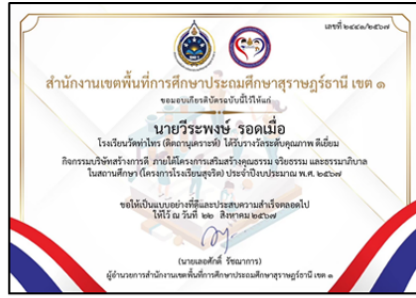 เลขที่ ๒๔๔๑/๒๕๖๗
สำนักงานเขตพื้นที่การศึกษาประถมศึกษาสุราษฎร์ธานี เขต ๑
ขอมอบเกียรติบัตรฉบับนี้ไว้ให้แก่
นายวีระพงษ์ รอดเมื่อ
โรงเรียนวัดท่าไทร (ดิตถานุเคราะห์) ได้รับรางวัลระดับคุณภาพ ดีเยี่ยม
กิจกรรมบริษัทสร้างการดี ภายใต้โครงการเสริมสร้างคุณธรรม จริยธรรม และธรรมาภิบาล
ในสถานศึกษา (โครงการโรงเรียนสุจริต) ประจำปีงบประมาณ พ.ศ. ๒๕๖๗
ขอให้เป็นแบบอย่างที่ดีและประสบความสำเร็จตลอดไป
ให้ไว้ ณ วันที่ ๒๒ สิงหาคม ๒๕๖๗
(นายเลอศักดิ์ รัชณาการ)
ผู้อำนวยการสำนักงานเขตพื้นที่การศึกษาประถมศึกษาสุราษฎร์ธานี เขต ๑